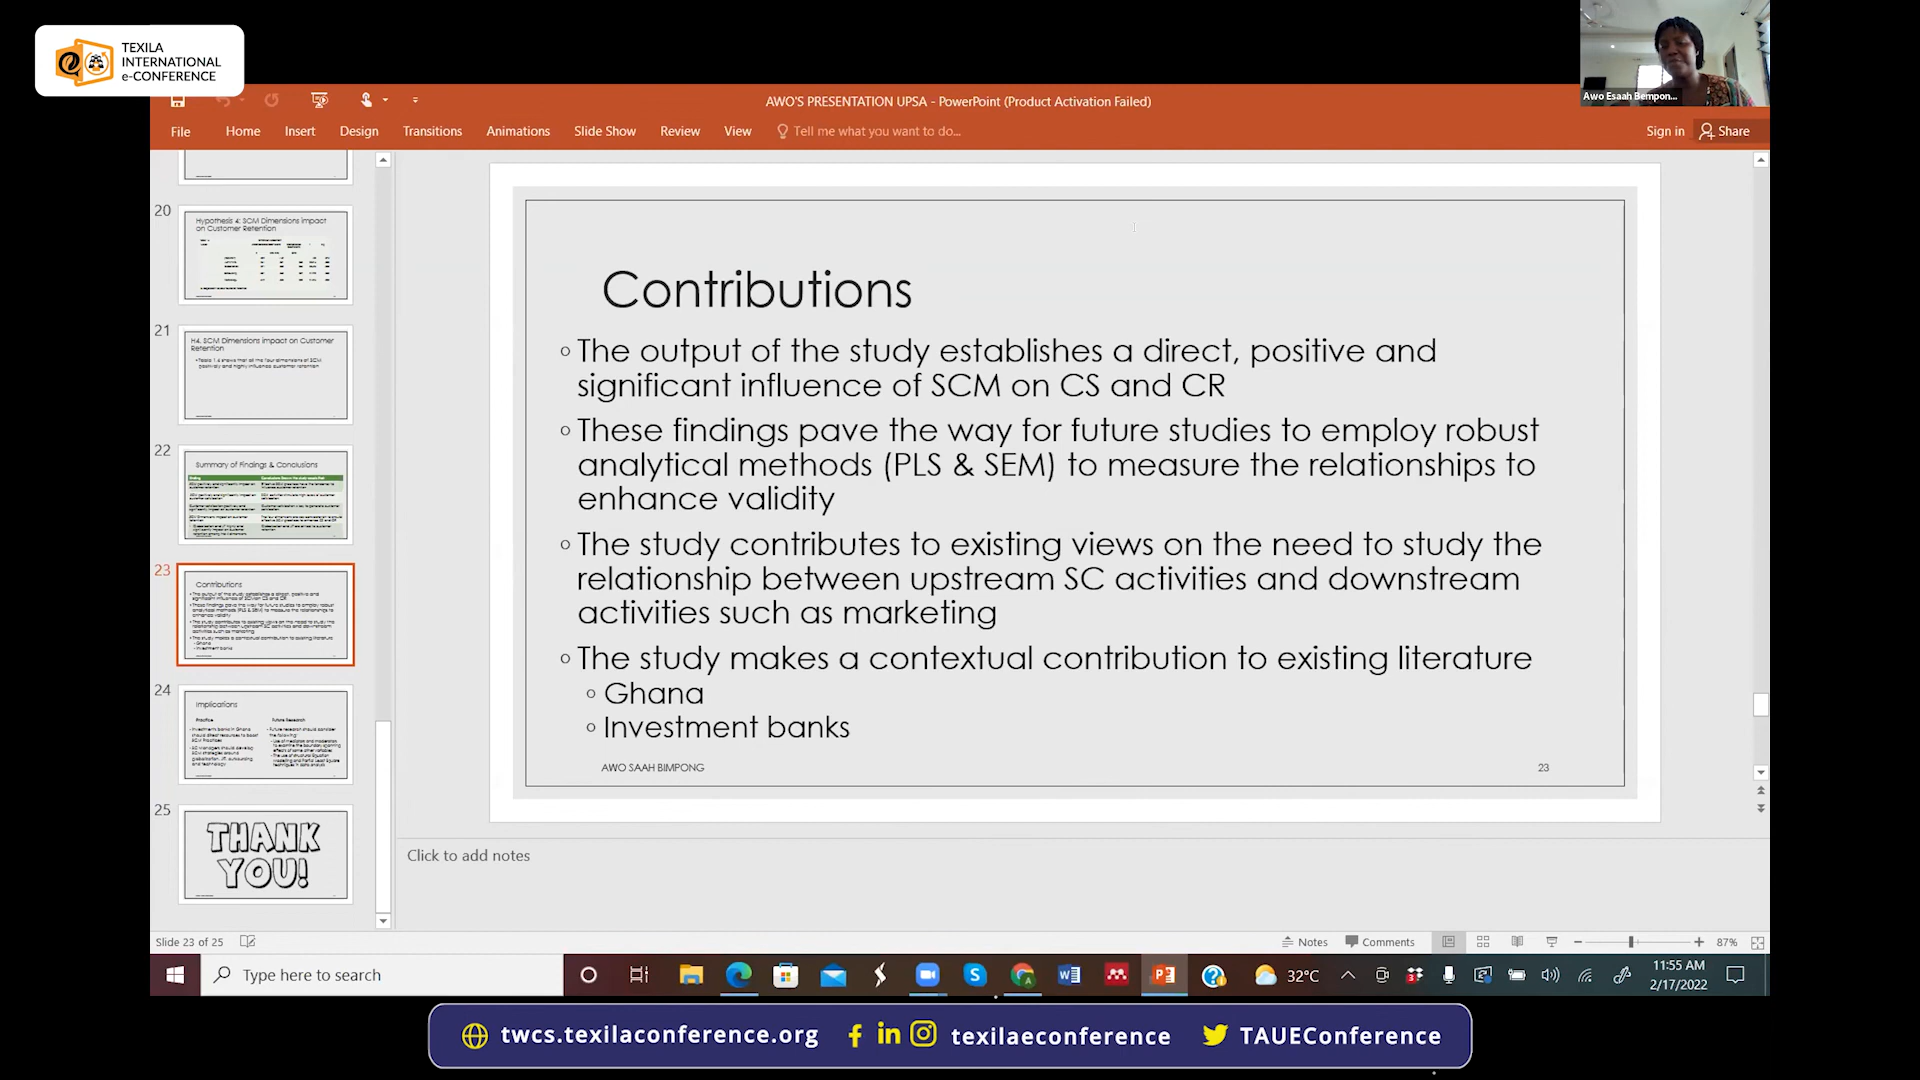 TEXILA
INTERNATIONAL
e-CONFERENCE
Awo Esaah Bempon...
AWO'S PRESENTATION UPSA - PowerPoint (Product Activation Failed)
File Home Insert Design Transitions Animations Slide Show Review View Tell me what you want to do... Sign in Share
20
Hypothesis 4: SCM Dimensions impact
on Customer Retention
21
H4. SCM Dimensions impact on Customer
Retention
22
Summary of Findings & Conclusions
23
Contributions
24
Implications
Practice Future Research
25
THANK
YOU!
Contributions
The output of the study establishes a direct, positive and
significant influence of SCM on CS and CR
These findings pave the way for future studies to employ robust
analytical methods (PLS & SEM) to measure the relationships to
enhance validity
The study contributes to existing views on the need to study the
relationship between upstream SC activities and downstream
activities such as marketing
The study makes a contextual contribution to existing literature
Ghana
Investment banks
AWO SAAH BIMPONG 23
Click to add notes
Slide 23 of 25 Notes Comments 87%
Type here to search 32°C 11:55 AM
2/17/2022
twcs.texilaconference.org texilaeconference TAUEConference